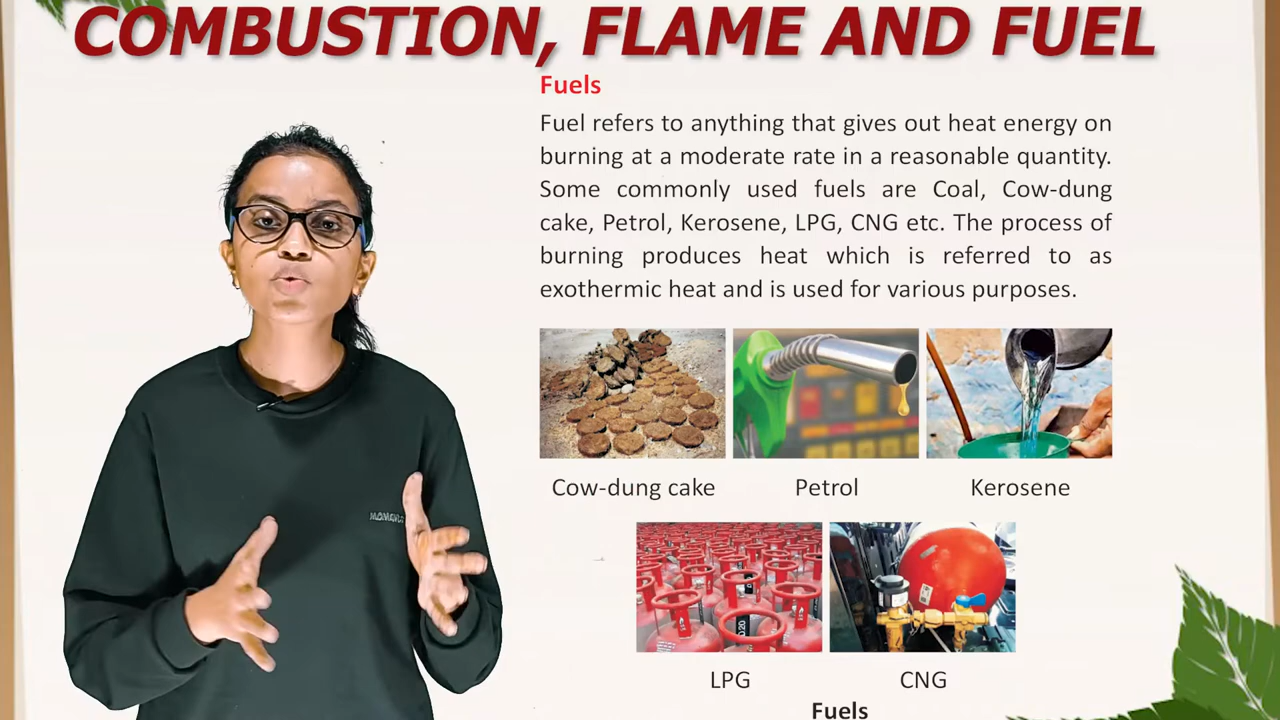 COMBUSTION, FLAME AND FUEL
Fuels
Fuel refers to anything that gives out heat energy on
burning at a moderate rate in a reasonable quantity.
Some commonly used fuels are Coal, Cow-dung
cake, Petrol, Kerosene, LPG, CNG etc. The process of
burning produces heat which is referred to as
exothermic heat and is used for various purposes.
Cow-dung cake
Petrol
Kerosene
LPG
CNG
Fuels